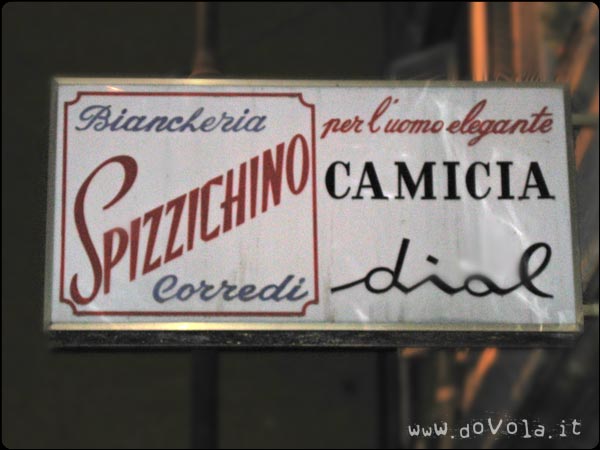 Biancheria
SPIZZICHINO
Corredi
per l'uomo elegante
CAMICIA
dial
www.doVola.it